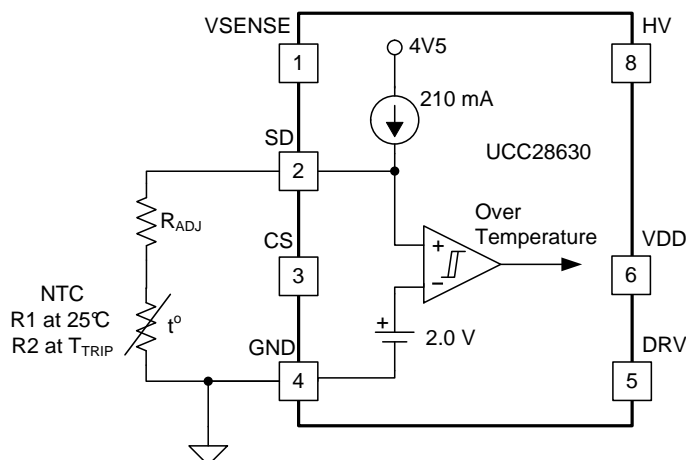 VSENSE
HV
1
4V5
8
210 mA
SD
UCC28630
2
RADJ
Over
Temperature
CS
VDD
+
3
−
6
NTC
R1 at 25℃
R2 at TTRIP
t°
+
2.0 V
GND
DRV
4
5